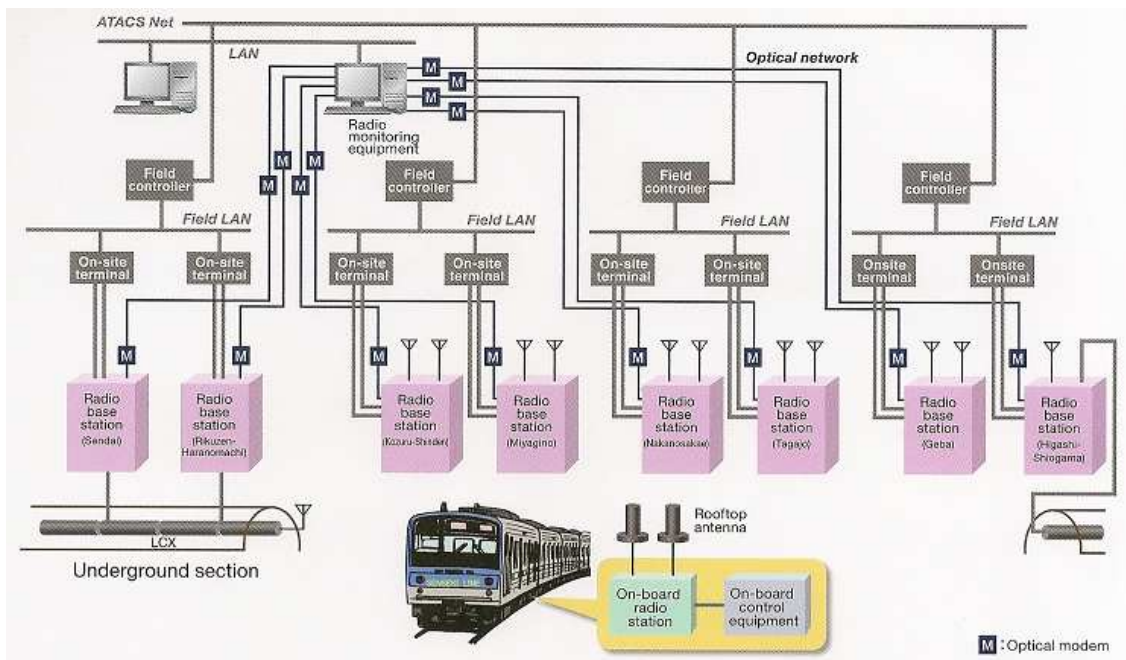 ATACS Net
LAN
Optical network
M
M
M
M
Radio
monitoring
equipment
M
M
M
M
Field
controller
Field
controller
Field
controller
Field
controller
Field LAN
Field LAN
Field LAN
Field LAN
On-site
terminal
On-site
terminal
On-site
terminal
On-site
terminal
On-site
terminal
On-site
terminal
Onsite
terminal
Onsite
terminal
M
M
M
M
M
M
M
M
Radio
base
station
(Sendai)
Radio
base
station
(Rikuzen-
Haranomachi)
Radio
base
station
(Kozuru-Shinden)
Radio
base
station
(Miyagino)
Radio
base
station
(Nakanosakae)
Radio
base
station
(Tagajo)
Radio
base
station
(Geba)
Radio
base
station
(Higashi-
Shiogama)
LCX
Underground section
SENSEKI LINE
Rooftop
antenna
On-board
radio
station
On-board
control
equipment
M :Optical modem